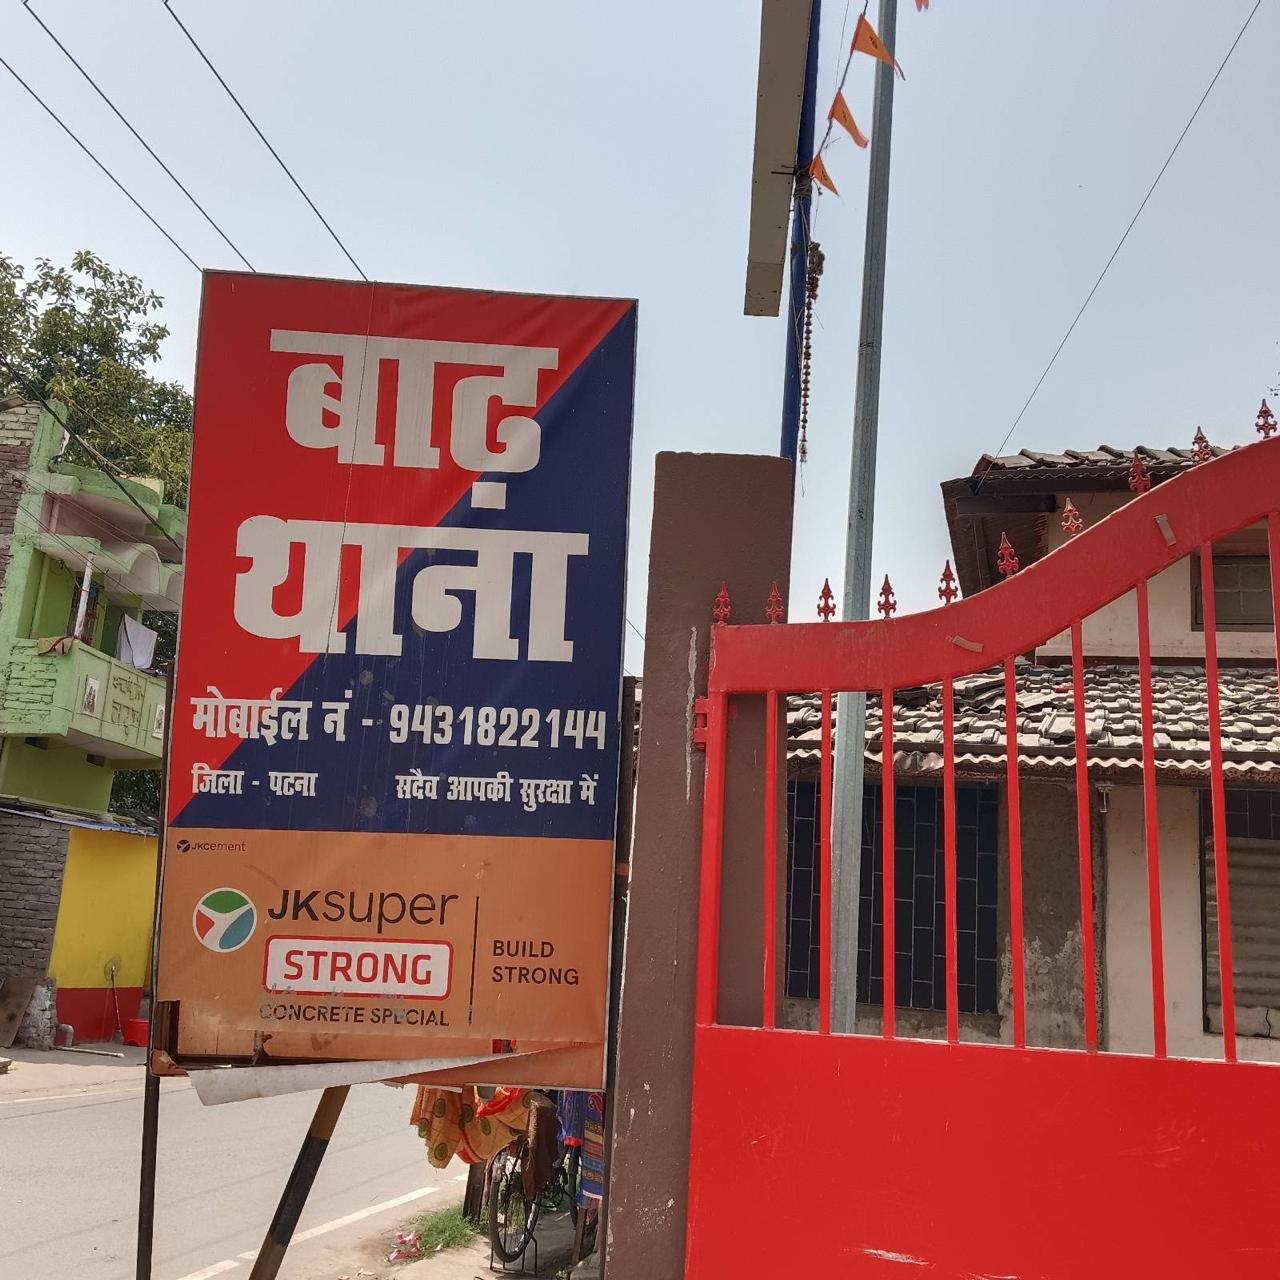 बाढ़
थाना
मोबाईल नं - 9431822144
जिला - पटना सदैव आपकी सुरक्षा में
JKCement
JKSUPER
STRONG
CONCRETE SPECIAL
BUILD
STRONG